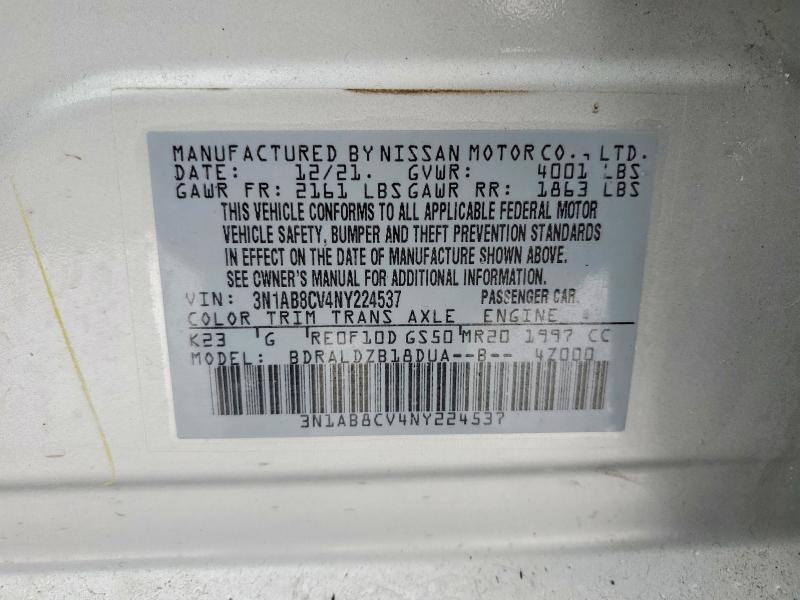 MANUFACTURED BY NISSAN MOTOR CO., LTD.
DATE: 12/21. GVWR: 4001 LBS
GAWR FR: 2161 LBS GAWR RR: 1863 LBS
THIS VEHICLE CONFORMS TO ALL APPLICABLE FEDERAL MOTOR
VEHICLE SAFETY, BUMPER AND THEFT PREVENTION STANDARDS
IN EFFECT ON THE DATE OF MANUFACTURE SHOWN ABOVE.
SEE OWNER'S MANUAL FOR ADDITIONAL INFORMATION.
VIN: 3N1AB8CV4NY224537 PASSENGER CAR
COLOR TRIM TRANS AXLE ENGINE
K23 G RE0F10D GS50 MR20 1997 CC
MODEL: BDRALDZB18DUA--B-- 4Z000
3N1AB8CV4NY224537